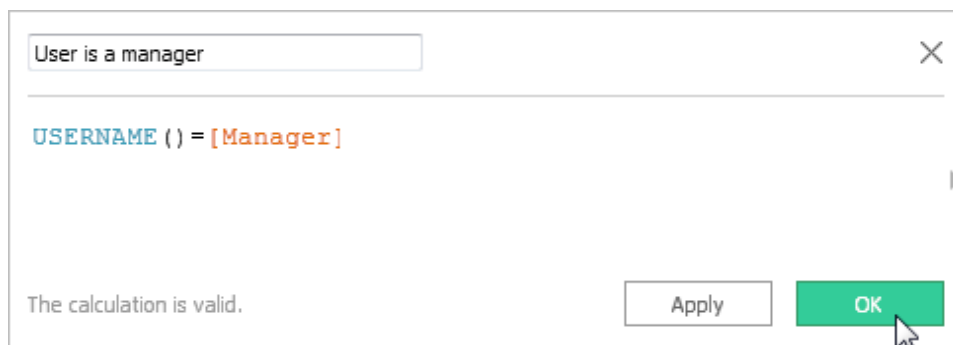 User is a manager
USERNAME()=[Manager]
The calculation is valid.
Apply
OK